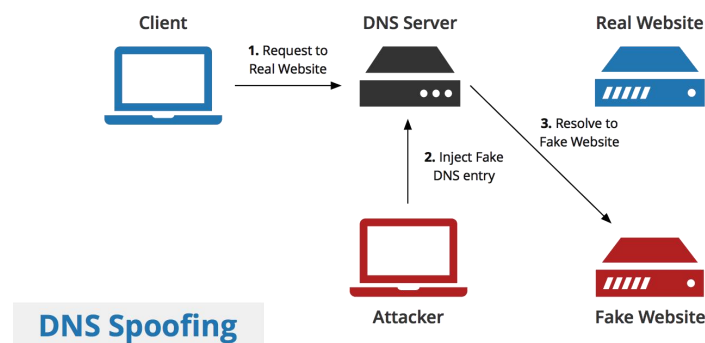 Client
DNS Server
Real Website
1. Request to
Real Website
3. Resolve to
Fake Website
2. Inject Fake
DNS entry
Attacker
Fake Website
DNS Spoofing